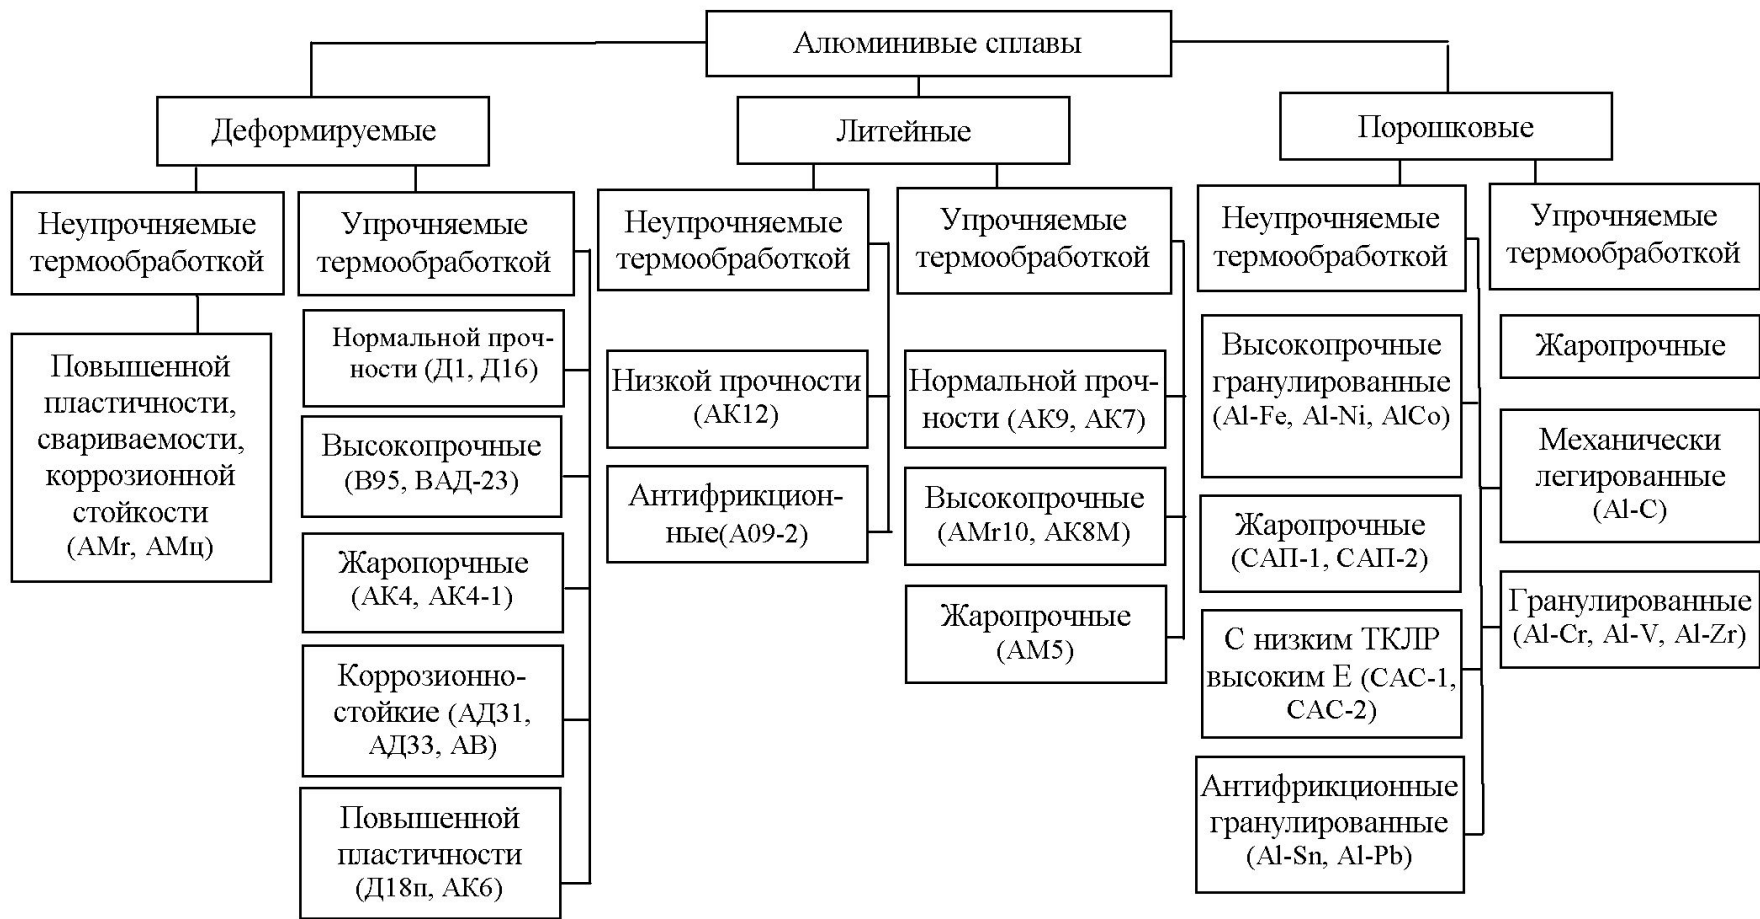 Алюминивые сплавы
Деформируемые
Литейные
Порошковые
Неупрочняемые
термообработкой
Упрочняемые
термообработкой
Неупрочняемые
термообработкой
Упрочняемые
термообработкой
Неупрочняемые
термообработкой
Упрочняемые
термообработкой
Повышенной
пластичности,
свариваемости,
коррозионной
стойкости
(АМг, АМц)
Нормальной проч-
ности (Д1, Д16)
Высокопрочные
(В95, ВАД-23)
Жаропорчные
(АК4, АК4-1)
Коррозионно-
стойкие (АД31,
АД33, АВ)
Повышенной
пластичности
(Д18п, АК6)
Низкой прочности
(АК12)
Антифрикцион-
ные(А09-2)
Нормальной проч-
ности (АК9, АК7)
Высокопрочные
(АМг10, АК8М)
Жаропрочные
(АМ5)
Высокопрочные
гранулированные
(Al-Fe, Al-Ni, AlCo)
Жаропрочные
(САП-1, САП-2)
С низким ТКЛР
высоким Е (САС-1,
САС-2)
Антифрикционные
гранулированные
(Al-Sn, Al-Pb)
Жаропрочные
Механически
легированные
(Al-C)
Гранулированные
(Al-Cr, Al-V, Al-Zr)